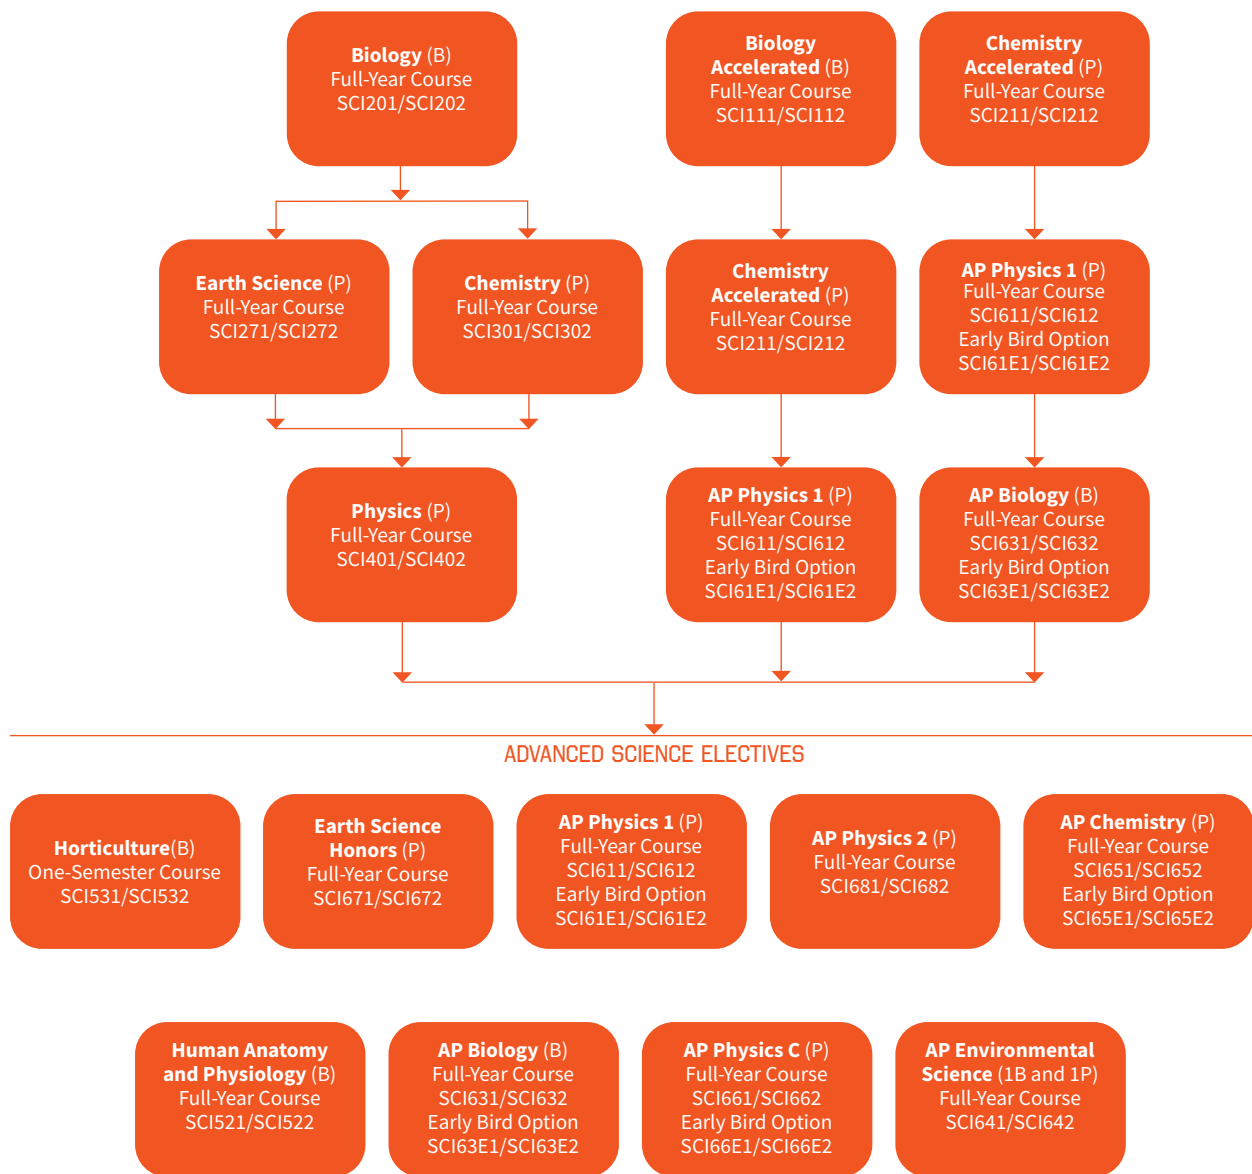 Biology (B)
Full-Year Course
SCI201/SCI202
Biology
Accelerated (B)
Full-Year Course
SCI111/SCI112
Chemistry
Accelerated (P)
Full-Year Course
SCI211/SCI212
Earth Science (P)
Full-Year Course
SCI271/SCI272
Chemistry (P)
Full-Year Course
SCI301/SCI302
Chemistry
Accelerated (P)
Full-Year Course
SCI211/SCI212
AP Physics 1 (P)
Full-Year Course
SCI611/SCI612
Early Bird Option
SCI61E1/SCI61E2
Physics (P)
Full-Year Course
SCI401/SCI402
AP Physics 1 (P)
Full-Year Course
SCI611/SCI612
Early Bird Option
SCI61E1/SCI61E2
AP Biology (B)
Full-Year Course
SCI631/SCI632
Early Bird Option
SCI63E1/SCI63E2
ADVANCED SCIENCE ELECTIVES
Horticulture(B)
One-Semester Course
SCI531/SCI532
Earth Science
Honors (P)
Full-Year Course
SCI671/SCI672
AP Physics 1 (P)
Full-Year Course
SCI611/SCI612
Early Bird Option
SCI61E1/SCI61E2
AP Physics 2 (P)
Full-Year Course
SCI681/SCI682
AP Chemistry (P)
Full-Year Course
SCI651/SCI652
Early Bird Option
SCI65E1/SCI65E2
Human Anatomy
and Physiology (B)
Full-Year Course
SCI521/SCI522
AP Biology (B)
Full-Year Course
SCI631/SCI632
Early Bird Option
SCI63E1/SCI63E2
AP Physics C (P)
Full-Year Course
SCI661/SCI662
Early Bird Option
SCI66E1/SCI66E2
AP Environmental
Science (1B and 1P)
Full-Year Course
SCI641/SCI642